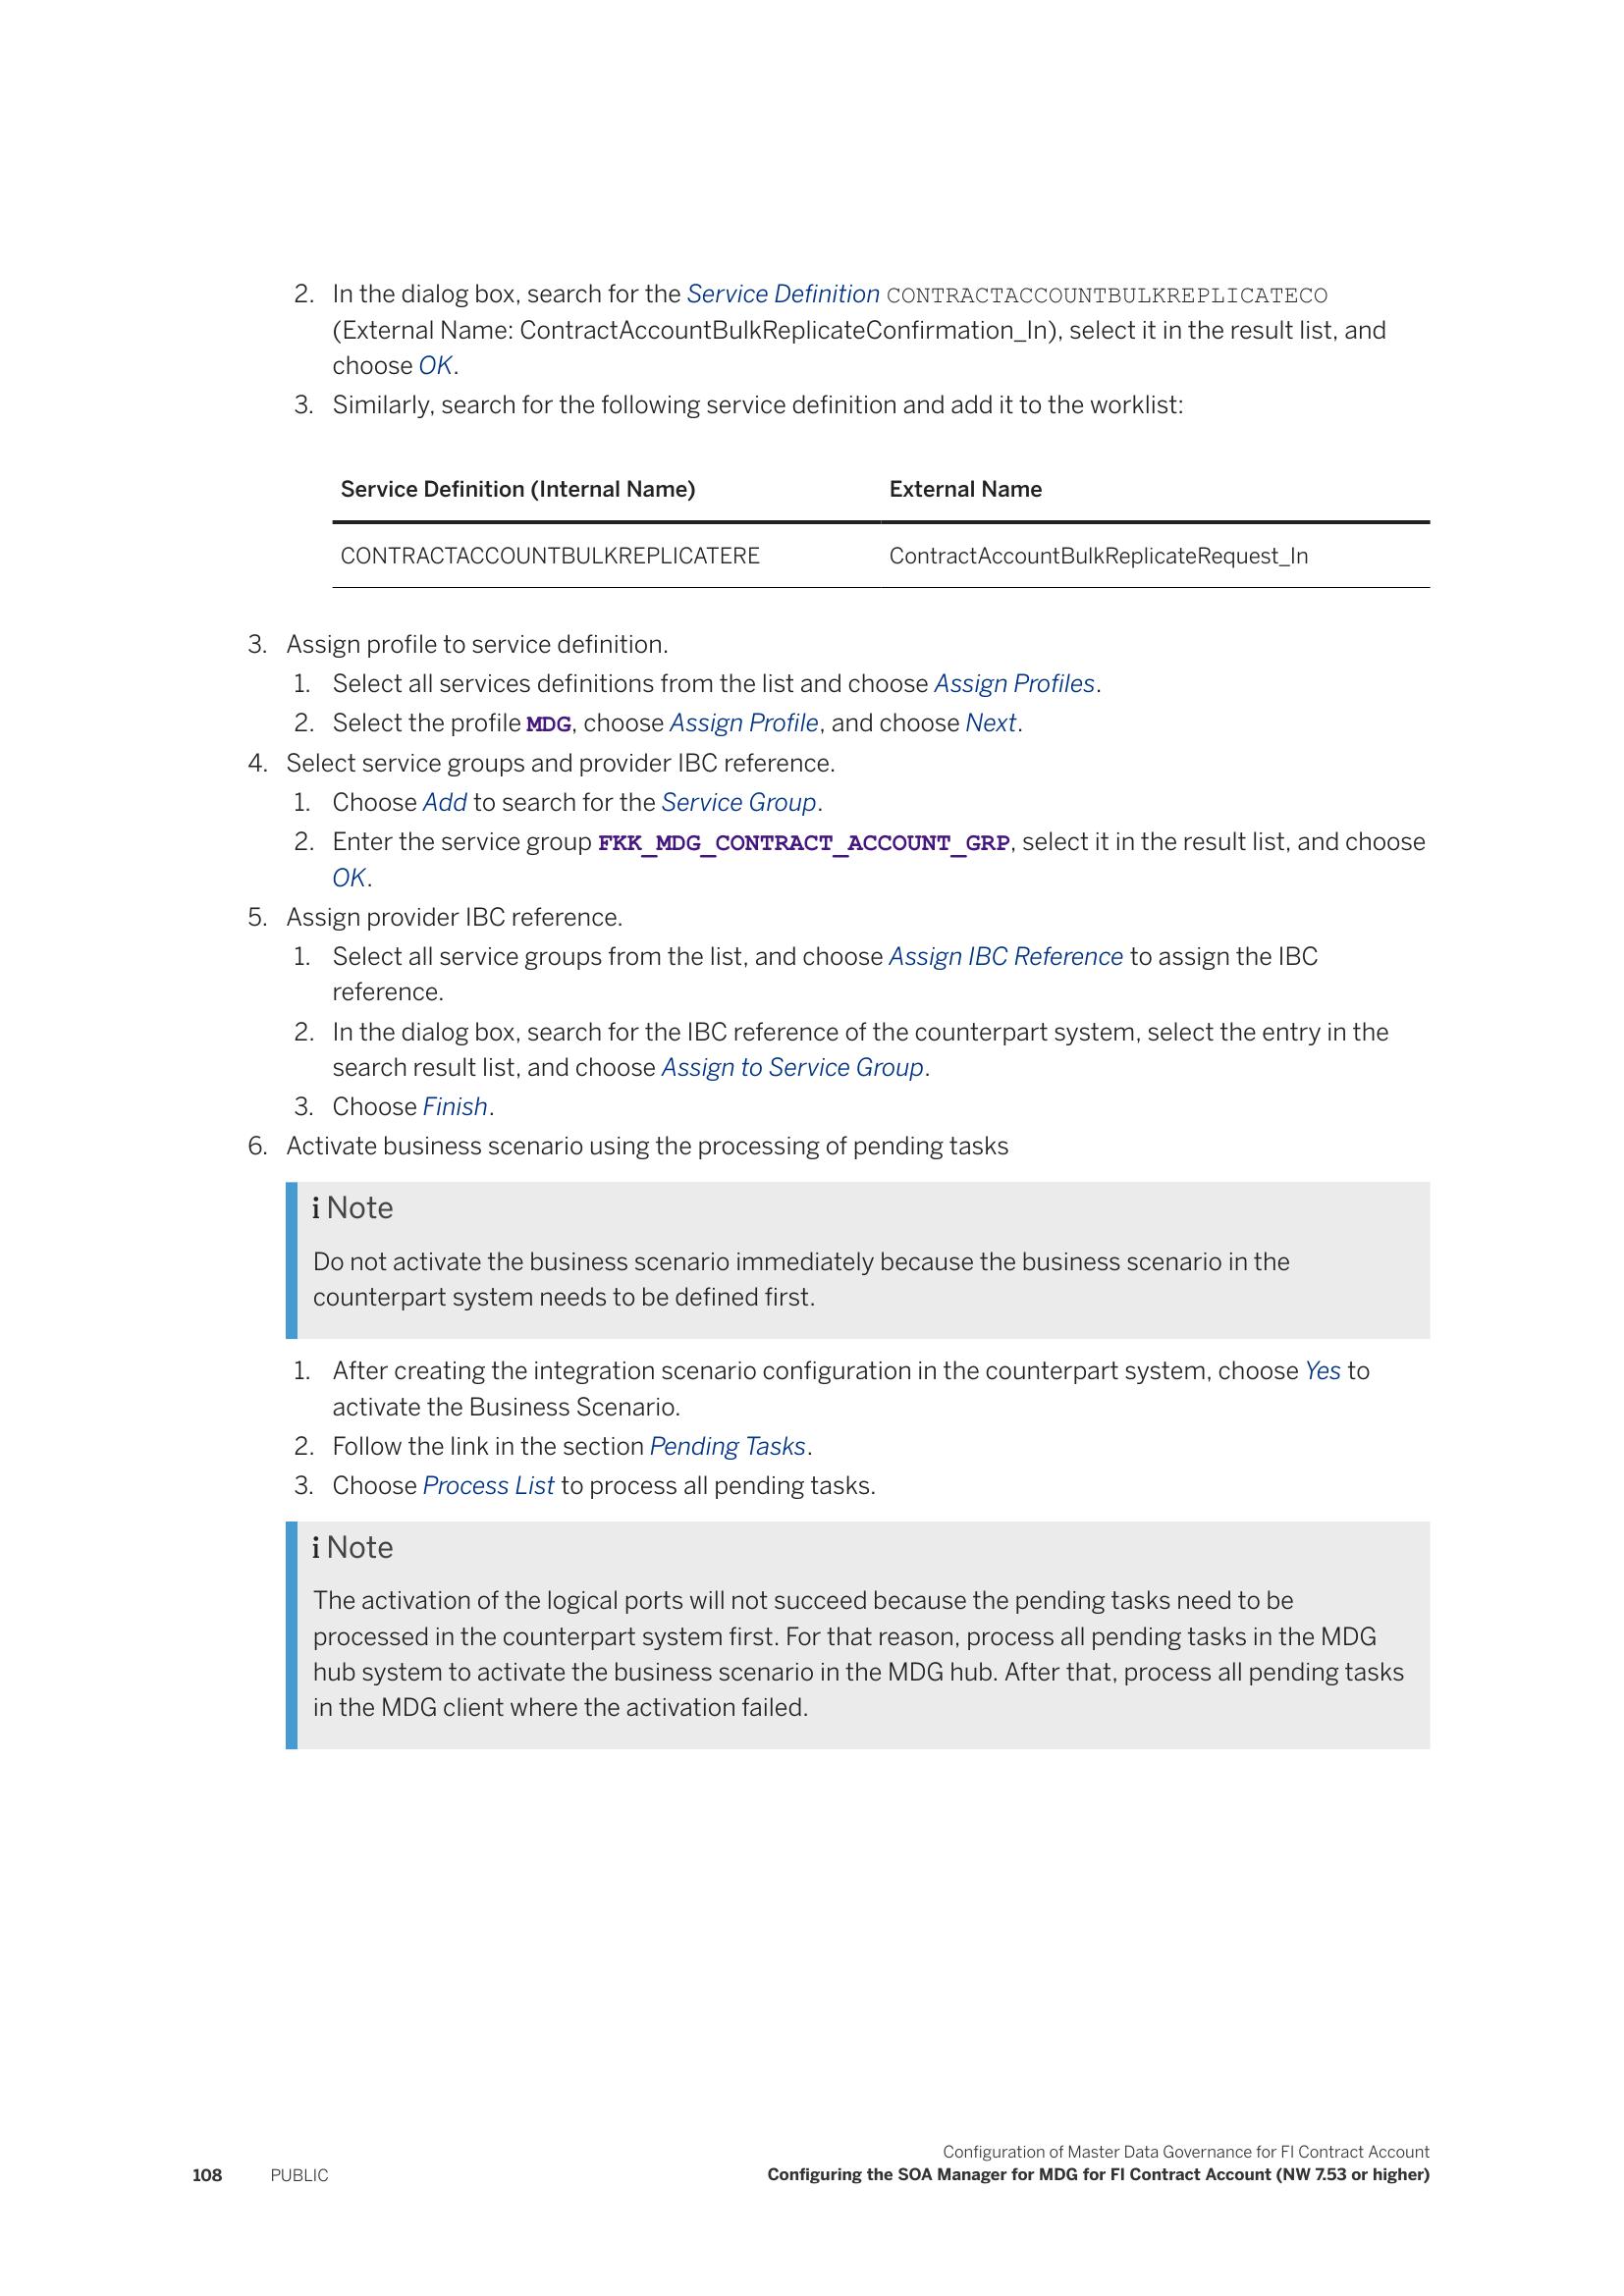 2. In the dialog box, search for the Service Definition CONTRACTACCOUNTBULKREPLICATECO
(External Name: ContractAccountBulkReplicateConfirmation_In), select it in the result list, and
choose OK.
3. Similarly, search for the following service definition and add it to the worklist:
Service Definition (Internal Name) External Name
CONTRACTACCOUNTBULKREPLICATERE ContractAccountBulkReplicateRequest_In
3. Assign profile to service definition.
1. Select all services definitions from the list and choose Assign Profiles.
2. Select the profile MDG, choose Assign Profile, and choose Next.
4. Select service groups and provider IBC reference.
1. Choose Add to search for the Service Group.
2. Enter the service group FKK_MDG_CONTRACT_ACCOUNT_GRP, select it in the result list, and choose
OK.
5. Assign provider IBC reference.
1. Select all service groups from the list, and choose Assign IBC Reference to assign the IBC
reference.
2. In the dialog box, search for the IBC reference of the counterpart system, select the entry in the
search result list, and choose Assign to Service Group.
3. Choose Finish.
6. Activate business scenario using the processing of pending tasks
i Note
Do not activate the business scenario immediately because the business scenario in the
counterpart system needs to be defined first.
1. After creating the integration scenario configuration in the counterpart system, choose Yes to
activate the Business Scenario.
2. Follow the link in the section Pending Tasks.
3. Choose Process List to process all pending tasks.
i Note
The activation of the logical ports will not succeed because the pending tasks need to be
processed in the counterpart system first. For that reason, process all pending tasks in the MDG
hub system to activate the business scenario in the MDG hub. After that, process all pending tasks
in the MDG client where the activation failed.
Configuration of Master Data Governance for FI Contract Account
108 PUBLIC Configuring the SOA Manager for MDG for FI Contract Account (NW 7.53 or higher)